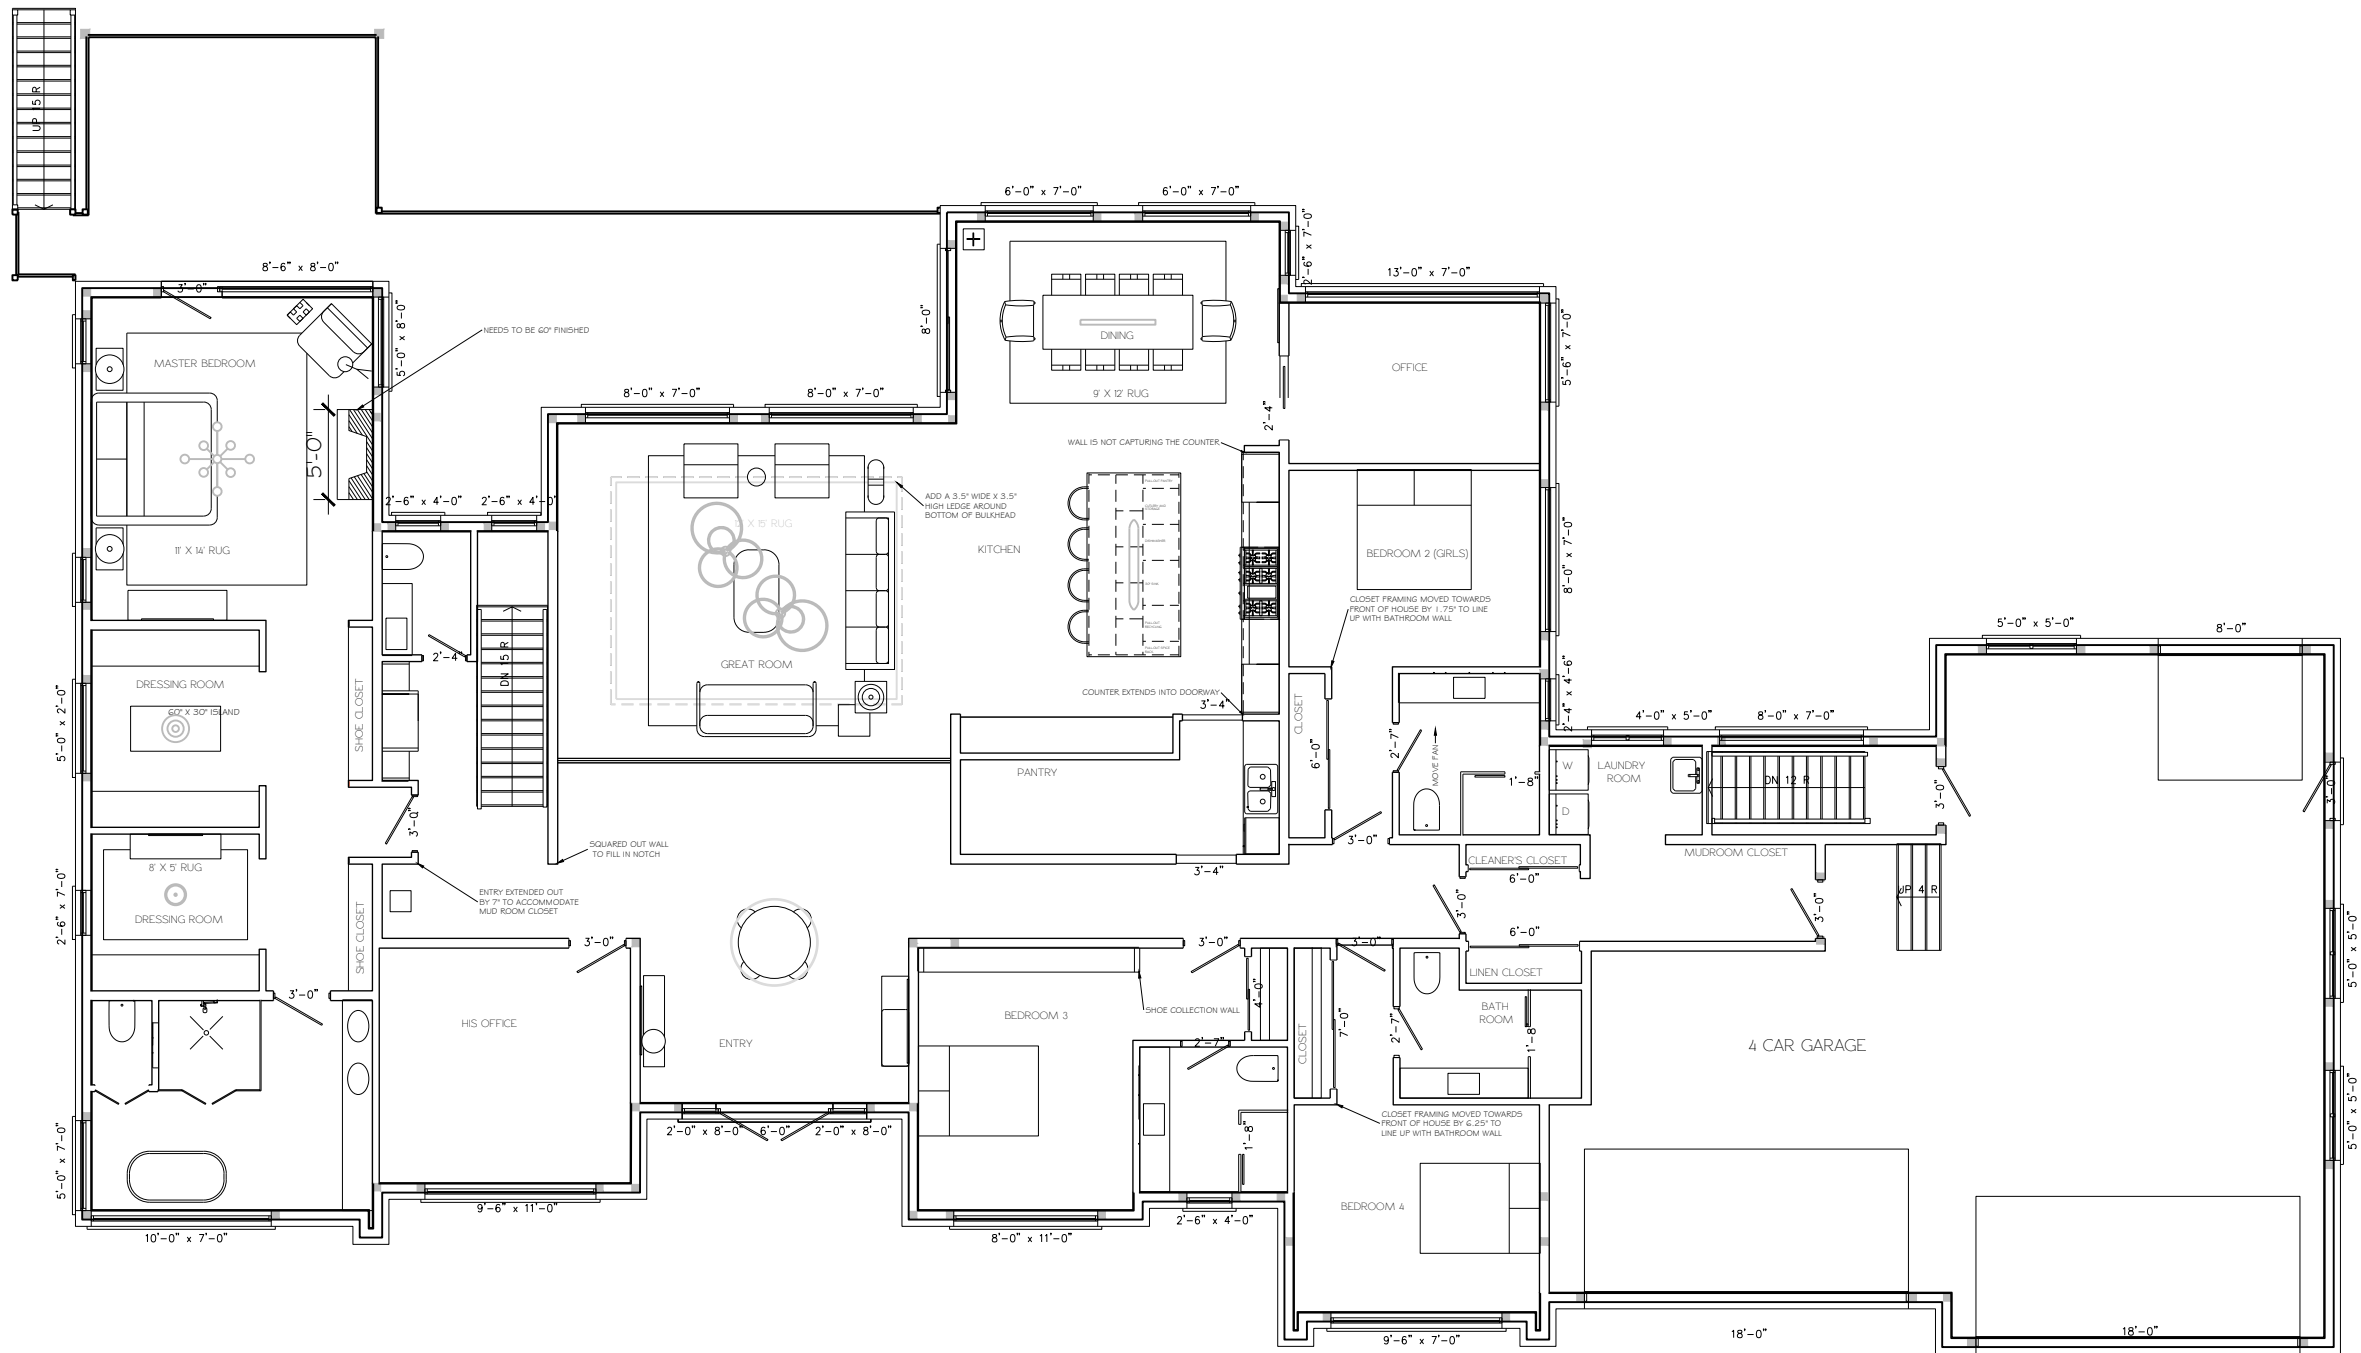 UP 15 R
6'-0" x 7'-0"
6'-0" x 7'-0"
2'-6" x 7'-0"
8'-6" x 8'-0"
3'-0"
13'-0" x 7'-0"
5'-0" x 8'-0"
NEEDS TO BE 60" FINISHED
8'-0"
DINING
5'-6" x 7'-0"
MASTER BEDROOM
OFFICE
8'-0" x 7'-0"
8'-0" x 7'-0"
9' X 12' RUG
2'-4"
WALL IS NOT CAPTURING THE COUNTER
5'-0"
2'-6" x 4'-0"
2'-6" x 4'-0"
ADD A 3.5" WIDE X 3.5"
HIGH LEDGE AROUND
BOTTOM OF BULKHEAD
X 15' RUG
KITCHEN
11' X 14' RUG
BEDROOM 2 (GIRLS)
8'-0" x 7'-0"
CLOSET FRAMING MOVED TOWARDS
FRONT OF HOUSE BY 1.75" TO LINE
UP WITH BATHROOM WALL
5'-0" x 5'-0"
8'-0"
2'-4"
DN 15 R
GREAT ROOM
DRESSING ROOM
60" X 30" ISLAND
SHOE CLOSET
5'-0" x 2'-0"
COUNTER EXTENDS INTO DOORWAY
3'-4"
CLOSET
6'-0"
2'-7"
MOVE FAN
1'-8"
2'-4" x 4'-6"
4'-0" x 5'-0"
8'-0" x 7'-0"
PANTRY
W
LAUNDRY
ROOM
D
DN 12 R
3'-0"
3'-0"
3'-0"
3'-0"
SQUARED OUT WALL
TO FILL IN NOTCH
3'-4"
CLEANER'S CLOSET
6'-0"
MUDROOM CLOSET
8' X 5' RUG
DRESSING ROOM
SHOE CLOSET
2'-6" x 7'-0"
ENTRY EXTENDED OUT
BY 7" TO ACCOMMODATE
MUD ROOM CLOSET
3'-0"
3'-0"
UP 4 R
3'-0"
3'-0"
3'-0"
6'-0"
LINEN CLOSET
5'-0" x 5'-0"
3'-0"
HIS OFFICE
ENTRY
BEDROOM 3
SHOE COLLECTION WALL
4'-0"
CLOSET
7'-0"
2'-7"
BATH
ROOM
1'-8"
2'-7"
4 CAR GARAGE
5'-0" x 5'-0"
2'-0" x 8'-0"
6'-0"
2'-0" x 8'-0"
1'-8"
CLOSET FRAMING MOVED TOWARDS
FRONT OF HOUSE BY 6.25" TO
LINE UP WITH BATHROOM WALL
5'-0" x 7'-0"
9'-6" x 11'-0"
BEDROOM 4
2'-6" x 4'-0"
10'-0" x 7'-0"
8'-0" x 11'-0"
9'-6" x 7'-0"
18'-0"
18'-0"